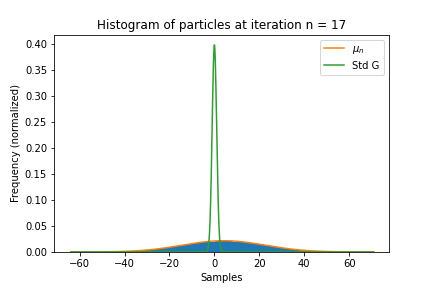 Histogram of particles at iteration n = 17
Frequency (normalized)
0.40
0.35
0.30
0.25
0.20
0.15
0.10
0.05
0.00
μn
Std G
−60 −40 −20 0 20 40 60
Samples